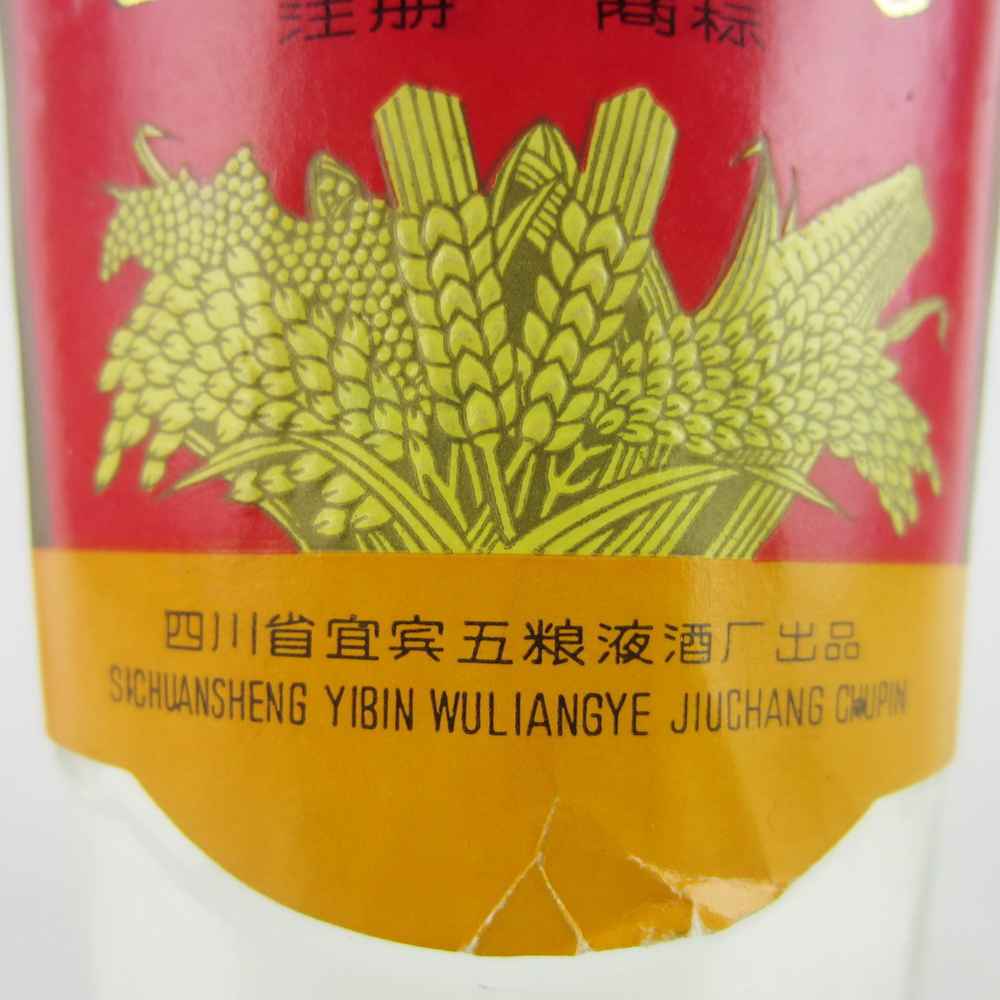 注册 商标
四川省宜宾五粮液酒厂出品
SICHUANSHENG YIBIN WULIANGYE JIUCHANG CHUPIN